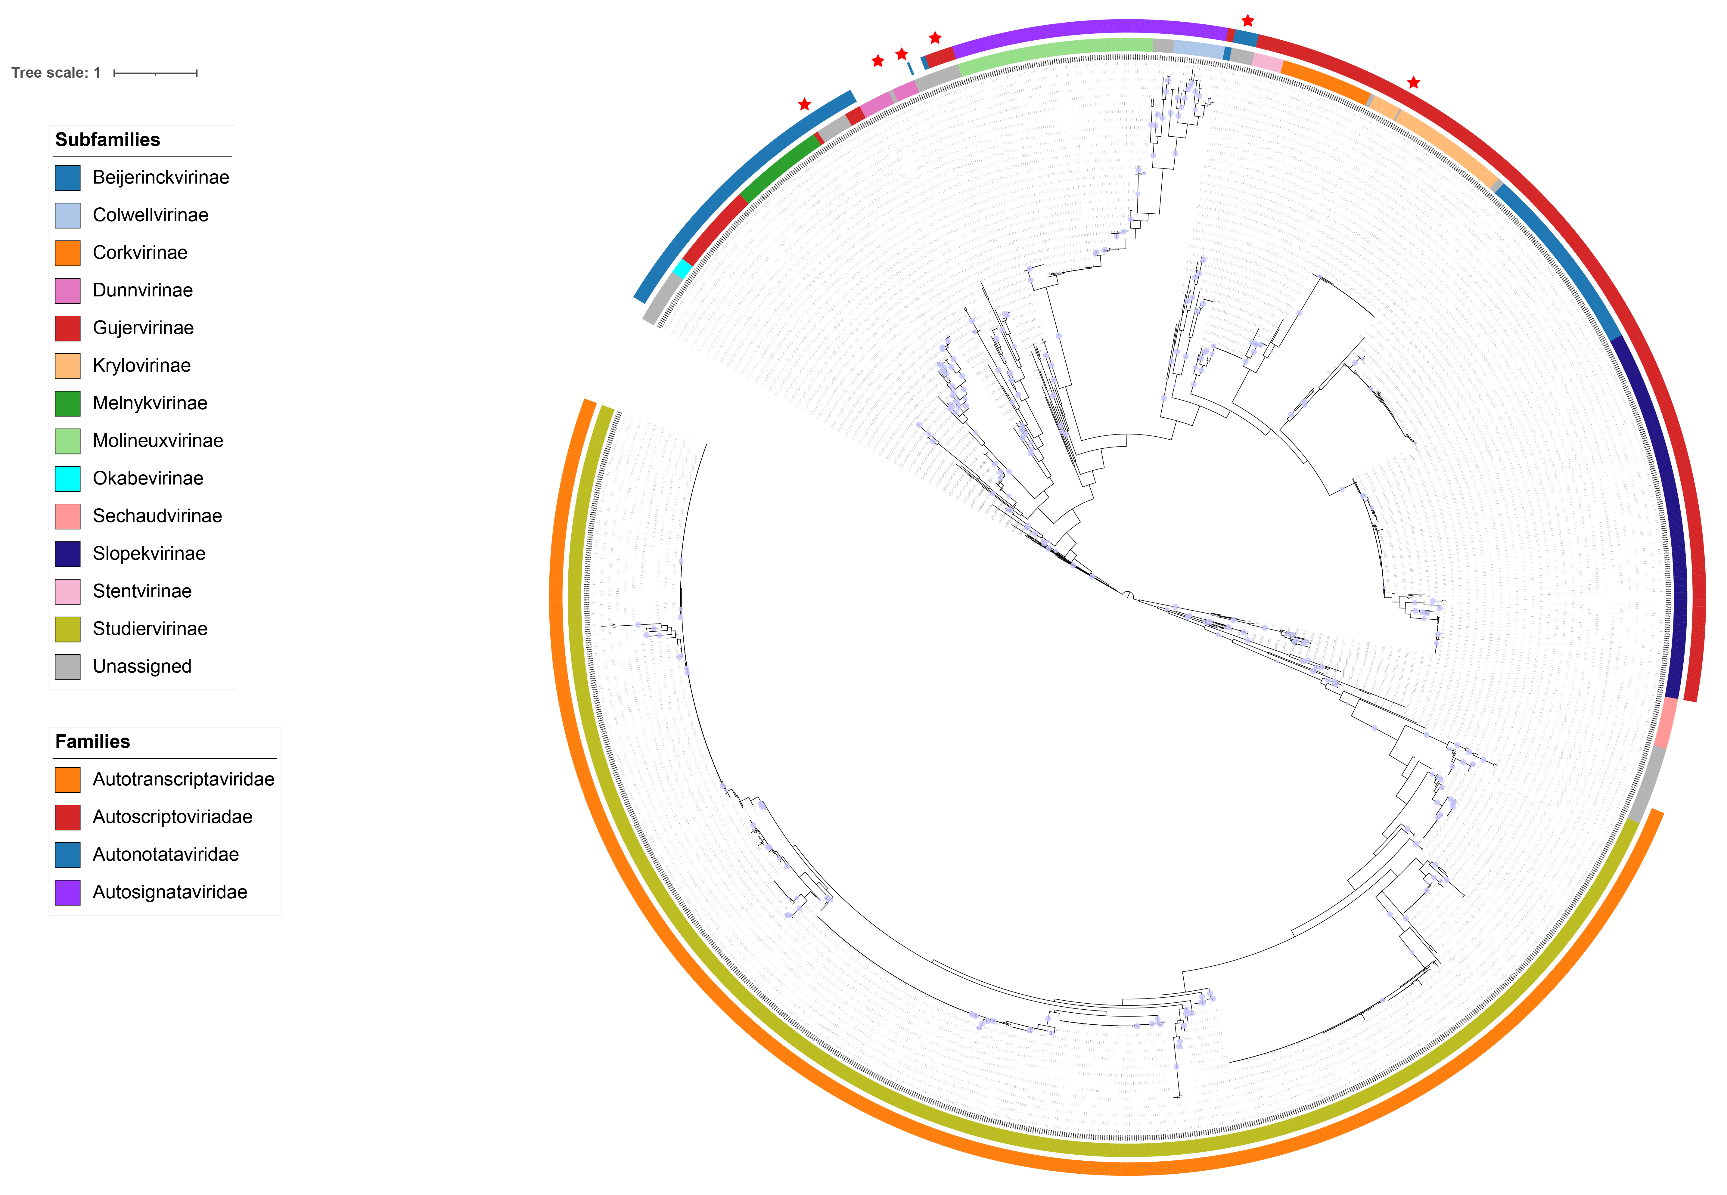 Tree scale: 1
Subfamilies
Beijerinckvirinae
Colwellvirinae
Corkvirinae
Dunnvirinae
Gujervirinae
Krylovirinae
Melnykvirinae
Molineuxvirinae
Okabevirinae
Sechaudvirinae
Slopekvirinae
Stentvirinae
Studiervirinae
Unassigned
Families
Autotranscriptaviridae
Autoscriptoviriadae
Autonotataviridae
Autosignataviridae